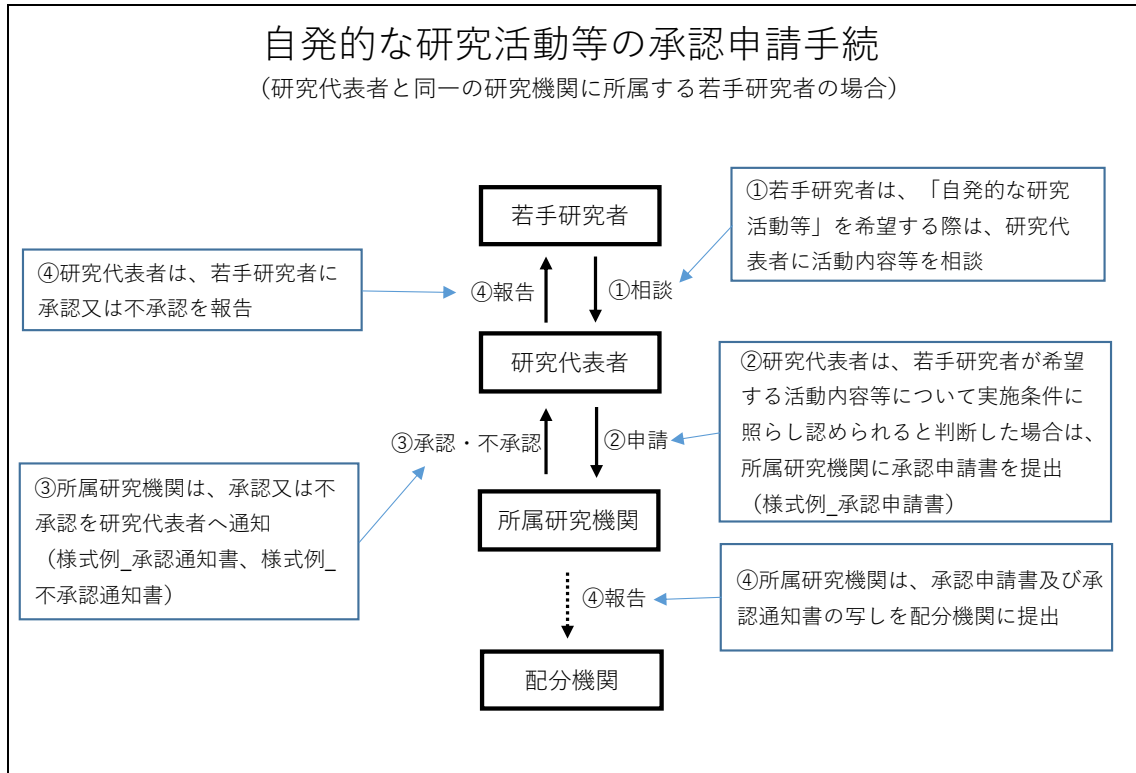 自発的な研究活動等の承認申請手続
（研究代表者と同一の研究機関に所属する若手研究者の場合）
若手研究者
①若手研究者は、「自発的な研究
活動等」を希望する際は、研究代
表者に活動内容等を相談
④研究代表者は、若手研究者に
承認又は不承認を報告
④報告
①相談
研究代表者
②研究代表者は、若手研究者が希望
する活動内容等について実施条件に
照らし認められると判断した場合は、
所属研究機関に承認申請書を提出
（様式例_承認申請書）
③承認・不承認
②申請
③所属研究機関は、承認又は不
承認を研究代表者へ通知
（様式例_承認通知書、様式例_
不承認通知書）
所属研究機関
④報告
④所属研究機関は、承認申請書及び承
認通知書の写しを配分機関に提出
配分機関